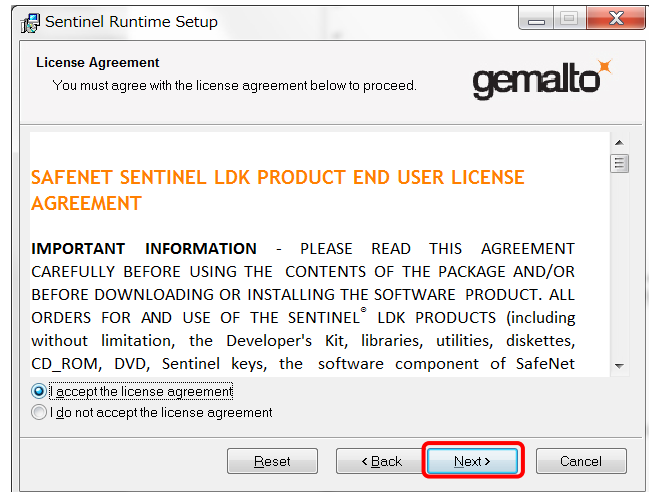 Sentinel Runtime Setup
License Agreement
You must agree with the license agreement below to proceed.
gemalto
SAFENET SENTINEL LDK PRODUCT END USER LICENSE
AGREEMENT
IMPORTANT INFORMATION - PLEASE READ THIS AGREEMENT
CAREFULLY BEFORE USING THE CONTENTS OF THE PACKAGE AND/OR
BEFORE DOWNLOADING OR INSTALLING THE SOFTWARE PRODUCT. ALL
ORDERS FOR AND USE OF THE SENTINEL® LDK PRODUCTS (including
without limitation, the Developer's Kit, libraries, utilities, diskettes,
CD_ROM, DVD, Sentinel keys, the software component of SafeNet
I accept the license agreement
I do not accept the license agreement
Reset < Back Next > Cancel